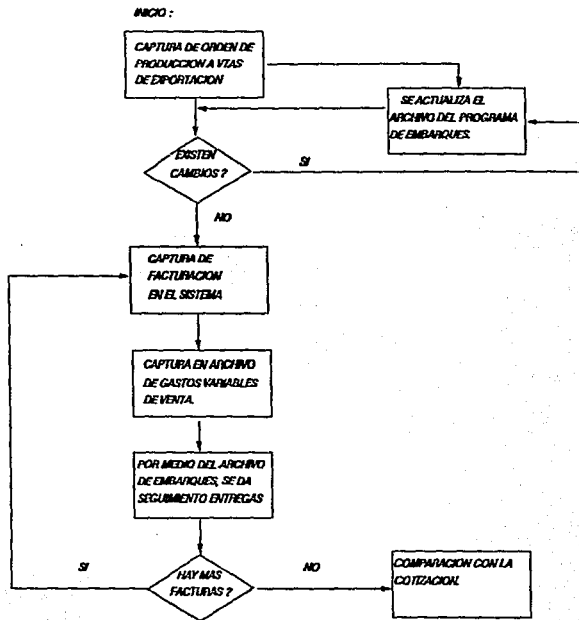 INICIO :
CAPTURA DE ORDEN DE
PRODUCCION A VTAS
DE EXPORTACION
SE ACTUALIZA EL
ARCHIVO DEL PROGRAMA
DE EMBARQUES.
EXISTEN
CAMBIOS ?
SI
NO
CAPTURA DE
FACTURACION
EN EL SISTEMA
CAPTURA EN ARCHIVO
DE GASTOS VARIABLES
DE VENTA.
POR MEDIO DEL ARCHIVO
DE EMBARQUES, SE DA
SEGUIMIENTO ENTREGAS
SI
HAY MAS
FACTURAS ?
NO
COMPARACION CON LA
COTIZACION.